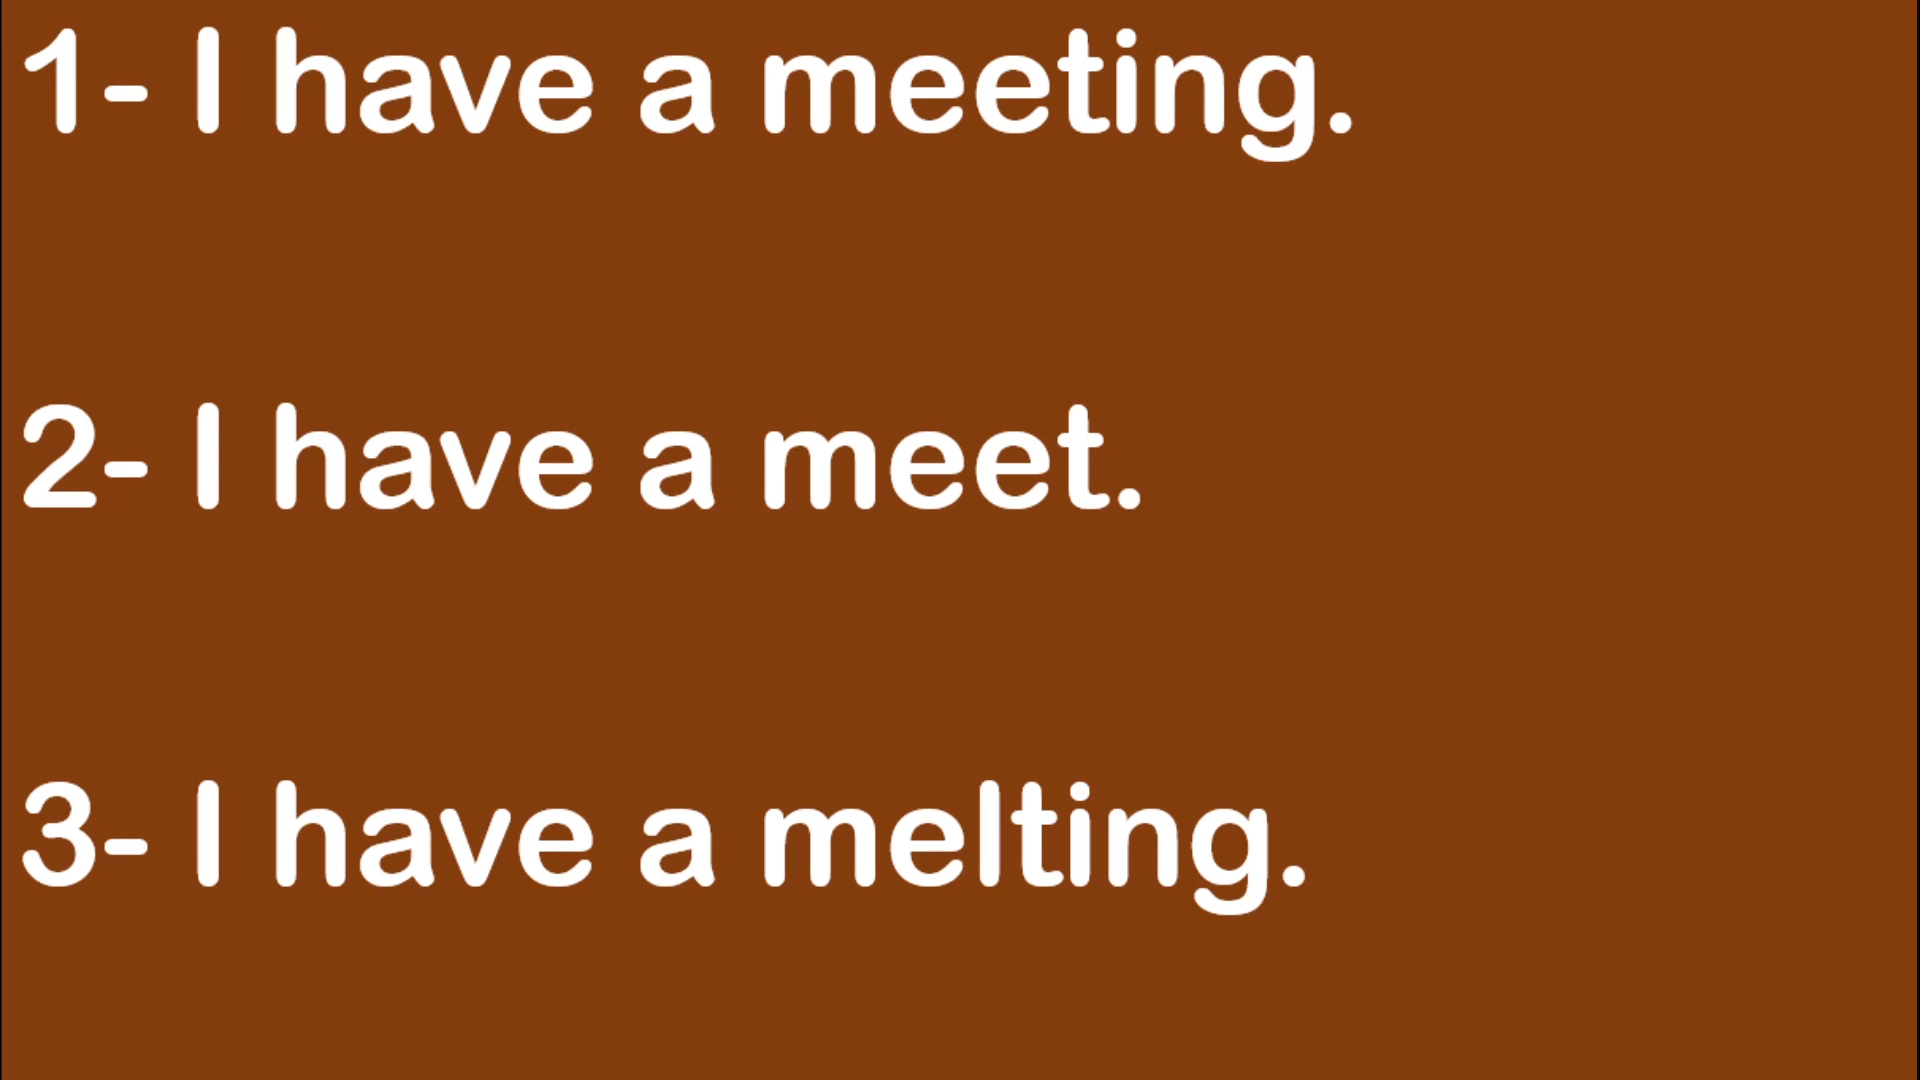 1- I have a meeting.
2- I have a meet.
3- I have a melting.